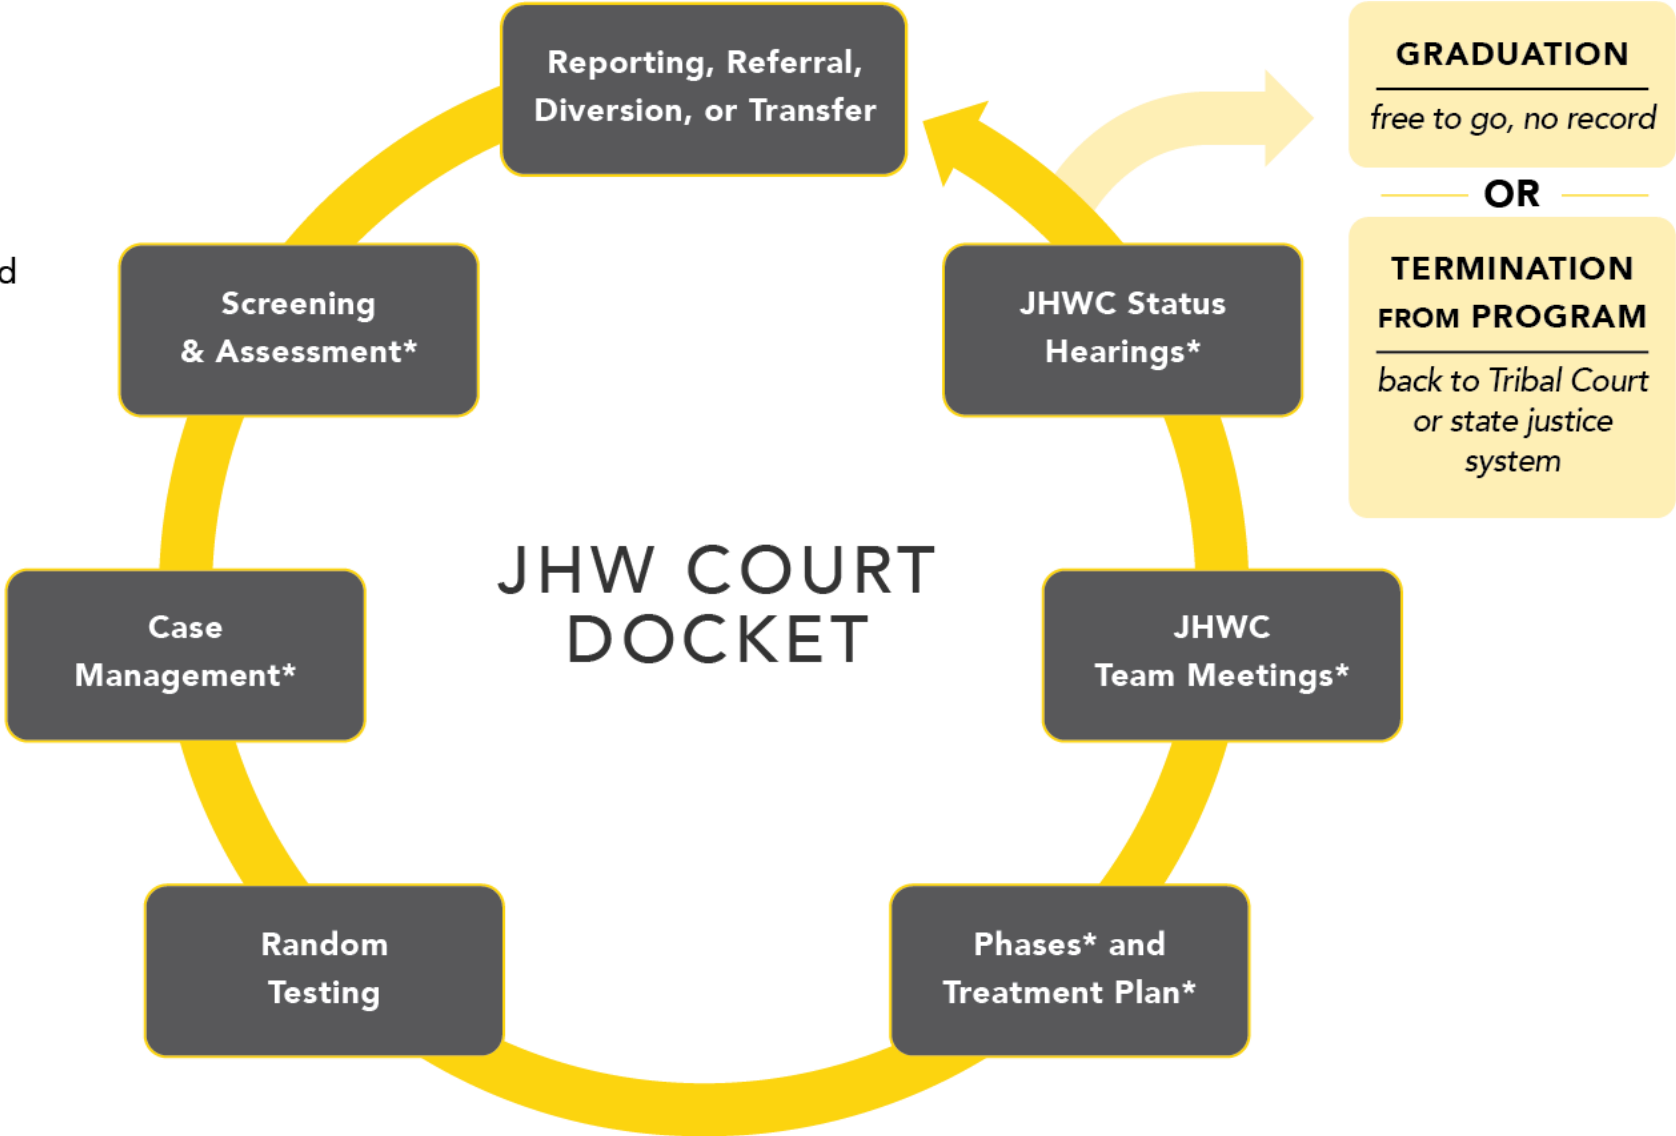 Reporting, Referral,
Diversion, or Transfer
GRADUATION
free to go, no record
OR
TERMINATION
FROM PROGRAM
back to Tribal Court
or state justice
system
d
Screening
& Assessment*
JHWC Status
Hearings*
JHW COURT
DOCKET
Case
Management*
JHWC
Team Meetings*
Random
Testing
Phases* and
Treatment Plan*